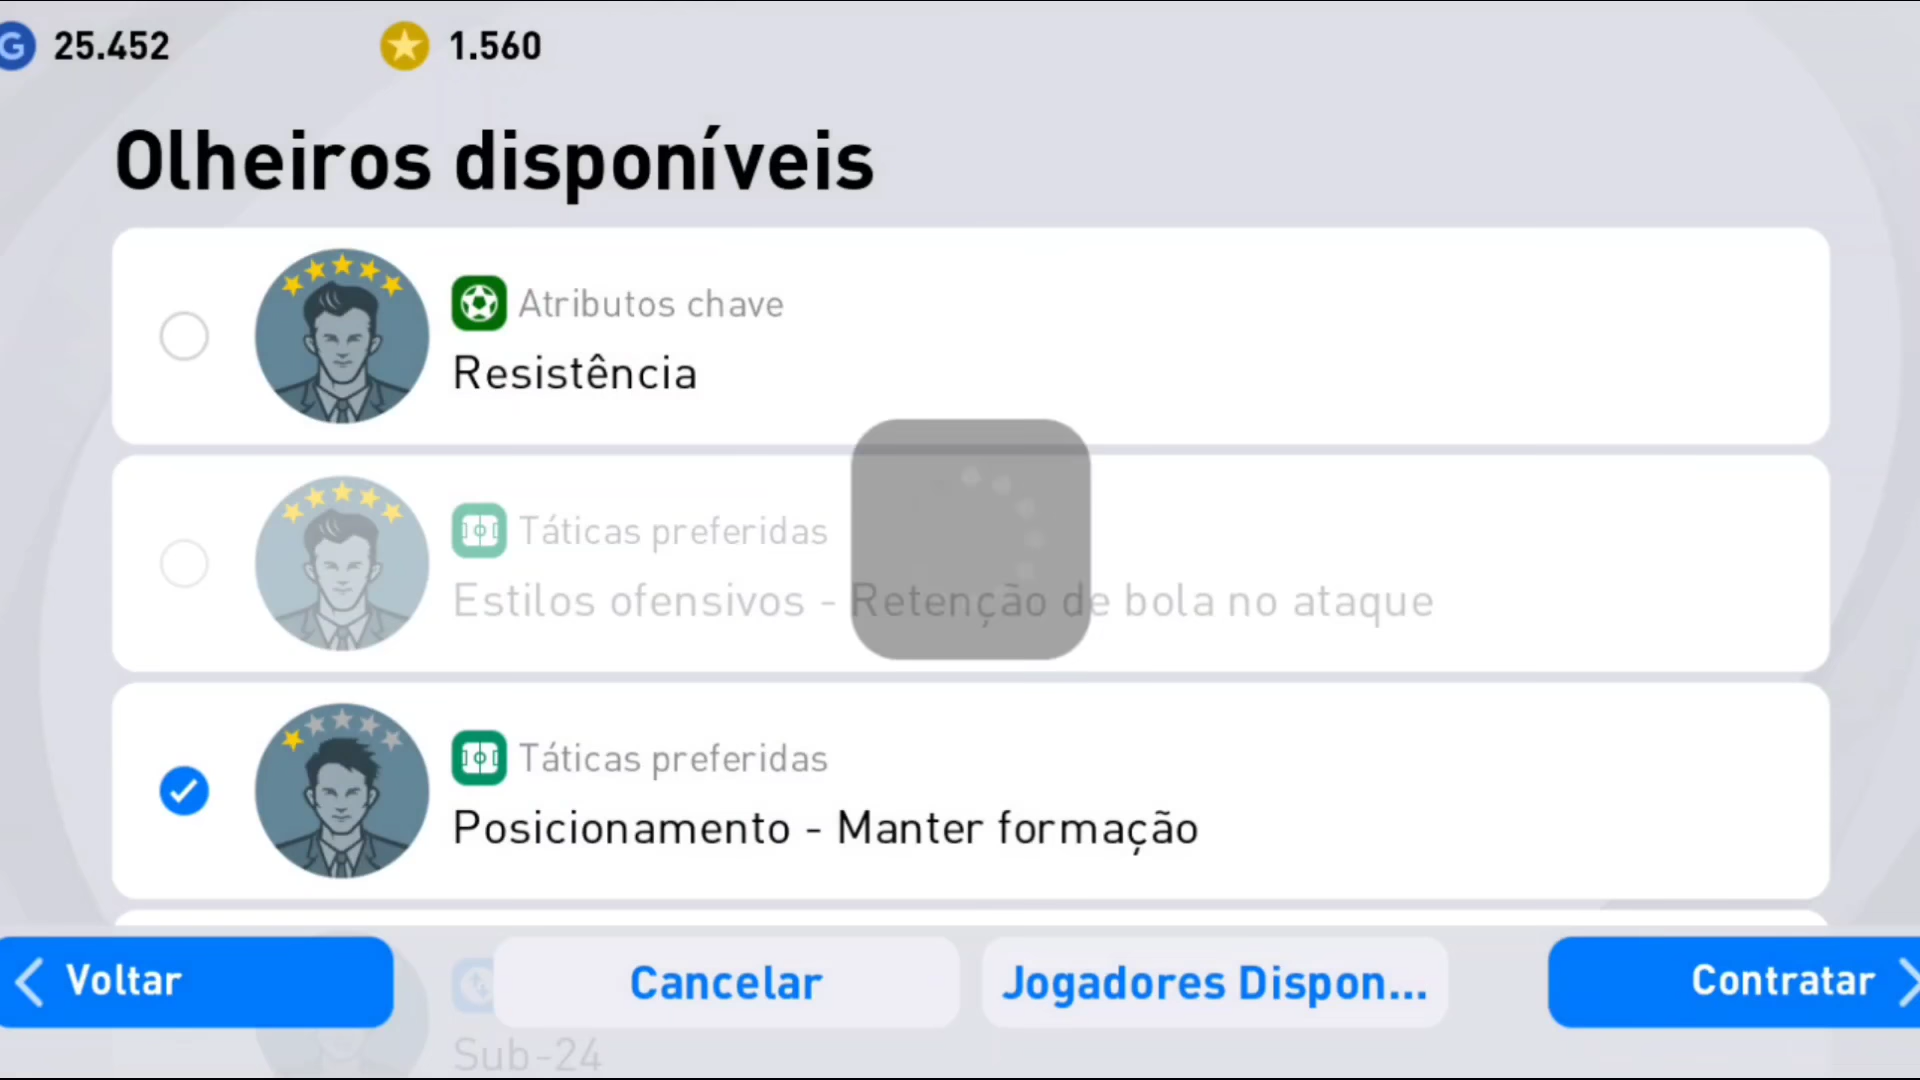 G 25.452 1.560
Olheiros disponíveis
Atributos chave
Resistência
Táticas preferidas
Estilos ofensivos - Retenção de bola no ataque
Táticas preferidas
Posicionamento - Manter formação
Voltar Cancelar Jogadores Dispon... Contratar
Sub-24